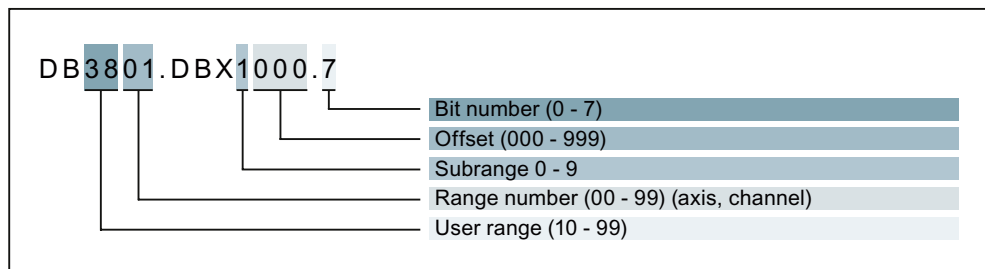 DB3801.DBX1000.7
Bit number (0 - 7)
Offset (000 - 999)
Subrange 0 - 9
Range number (00 - 99) (axis, channel)
User range (10 - 99)